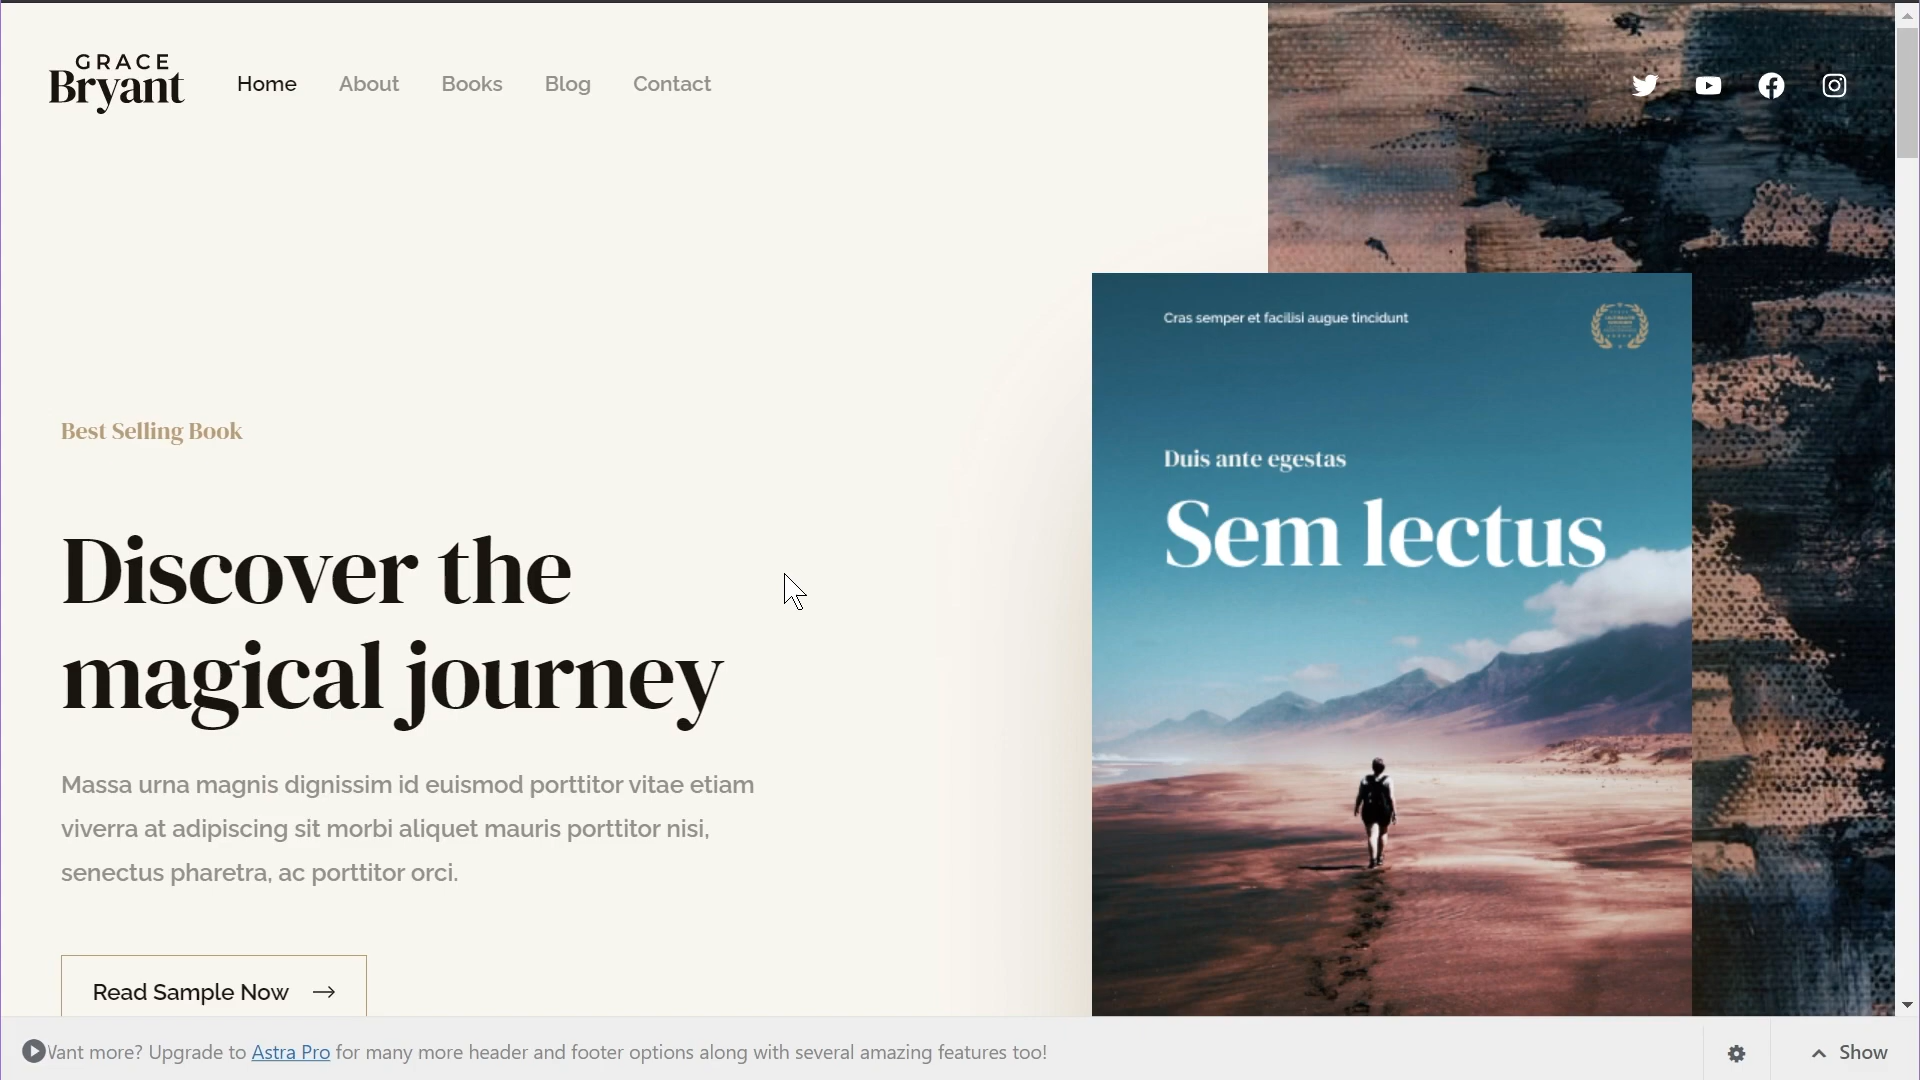 GRACE
Bryant
Home
About
Books
Blog
Contact
Best Selling Book
Discover the
magical journey
Massa urna magnis dignissim id euismod porttitor vitae etiam
viverra at adipiscing sit morbi aliquet mauris porttitor nisi,
senectus pharetra, ac porttitor orci.
Read Sample Now
Cras semper et facilisi augue tincidunt
Duis ante egestas
Sem lectus
Want more? Upgrade to Astra Pro for many more header and footer options along with several amazing features too!
Show